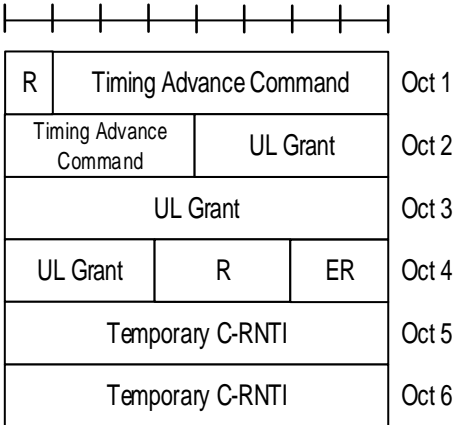 R Timing Advance Command Oct 1
Timing Advance
Command UL Grant Oct 2
UL Grant Oct 3
UL Grant R ER Oct 4
Temporary C-RNTI Oct 5
Temporary C-RNTI Oct 6